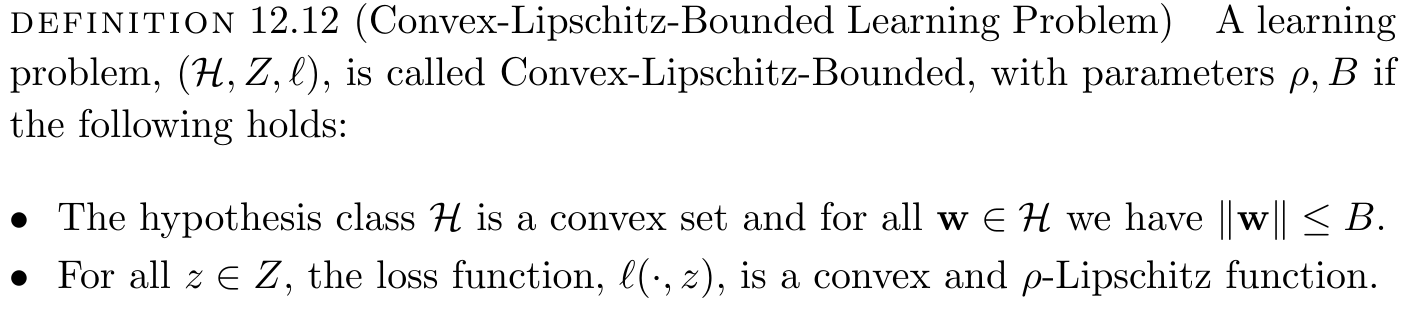 DEFINITION 12.12 (Convex-Lipschitz-Bounded Learning Problem) A learning
problem, (ℋ, Z, ℓ), is called Convex-Lipschitz-Bounded, with parameters ρ, B if
the following holds:
• The hypothesis class ℋ is a convex set and for all w ∈ ℋ we have ‖w‖ ≤ B.
• For all z ∈ Z, the loss function, ℓ(·, z), is a convex and ρ-Lipschitz function.